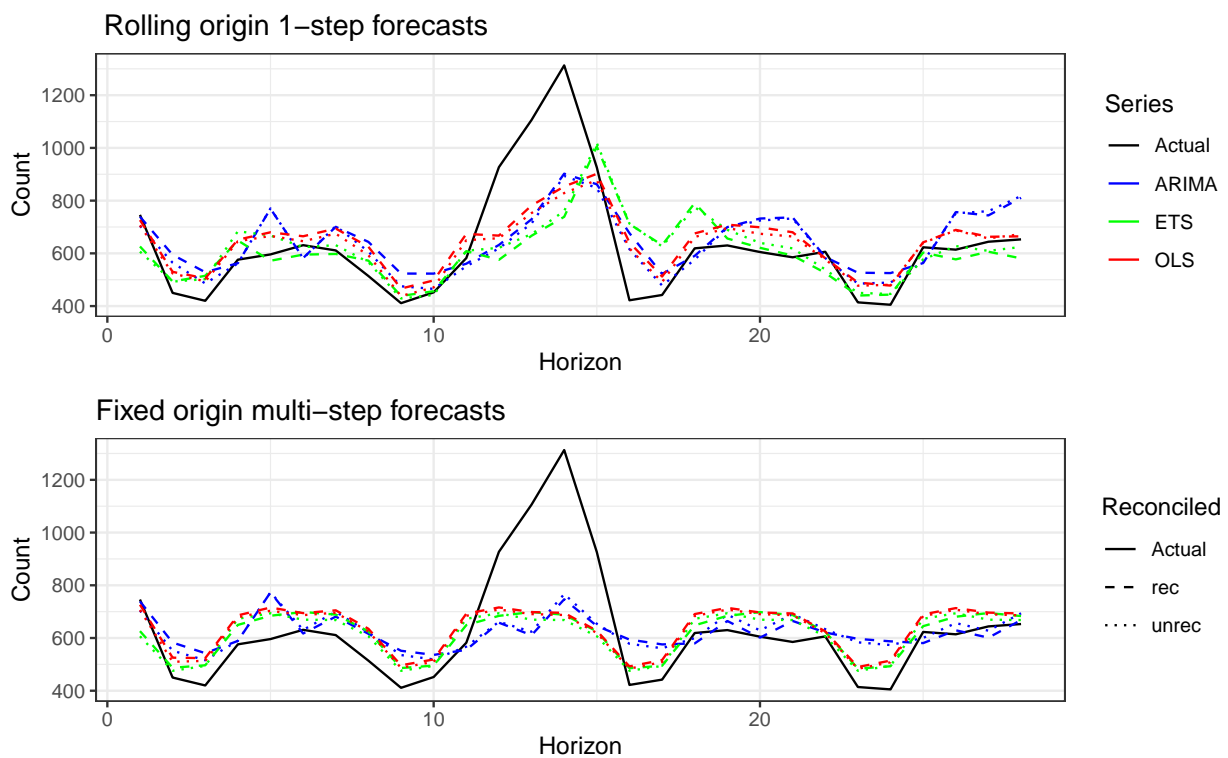 Rolling origin 1−step forecasts
1200
1000
800
600
400
Count
0
10
20
Horizon
Series
Actual
ARIMA
ETS
OLS
Fixed origin multi−step forecasts
1200
1000
800
600
400
Count
0
10
20
Horizon
Reconciled
Actual
rec
unrec